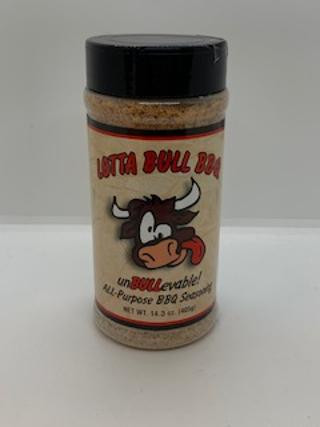 LOTTA BULL BBQ
unBULLevable!
ALL-Purpose BBQ Seasoning
NET WT. 14.3 oz. (405g)